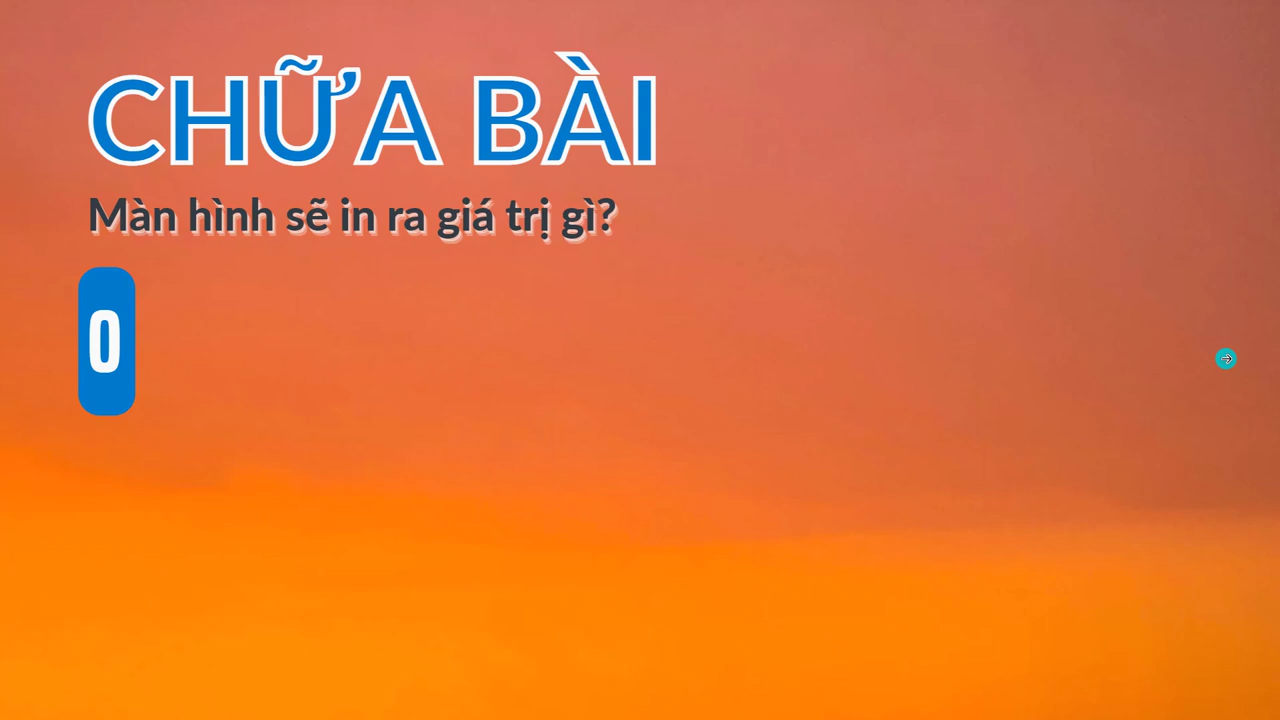 CHỮA BÀI
Màn hình sẽ in ra giá trị gì?
0